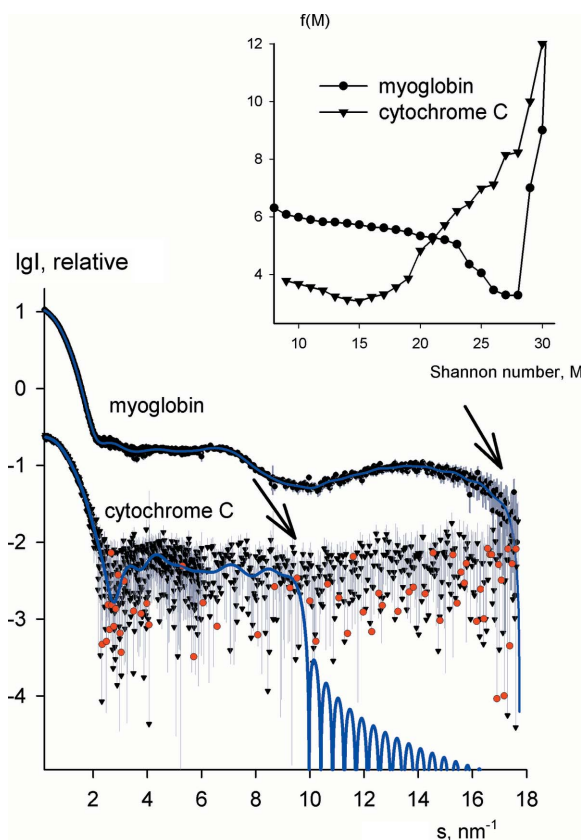 f(M)
12
10
8
6
4
myoglobin
cytochrome C
10 15 20 25 30
Shannon number, M
lgI, relative
1
0
-1
-2
-3
-4
myoglobin
cytochrome C
2 4 6 8 10 12 14 16 18
s, nm⁻¹